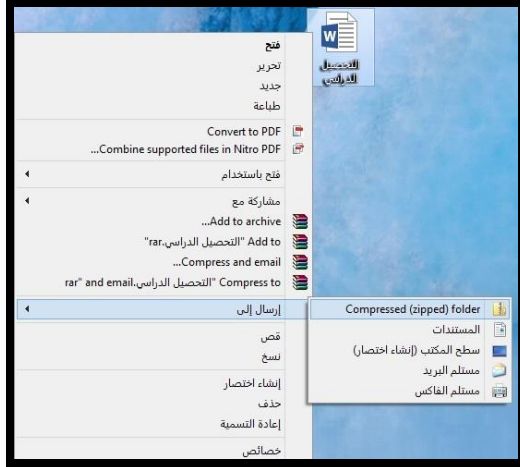 التحصيل
الدراسي
فتح
تحرير
جديد
طباعة
Convert to PDF
Combine supported files in Nitro PDF...
فتح باستخدام
مشاركة مع
Add to archive...
Add to "التحصيل الدراسي.rar"
Compress and email...
Compress to "التحصيل الدراسي.rar" and email
إرسال إلى
Compressed (zipped) folder
المستندات
سطح المكتب (إنشاء اختصار)
مستلم البريد
مستلم الفاكس
قص
نسخ
إنشاء اختصار
حذف
إعادة التسمية
خصائص